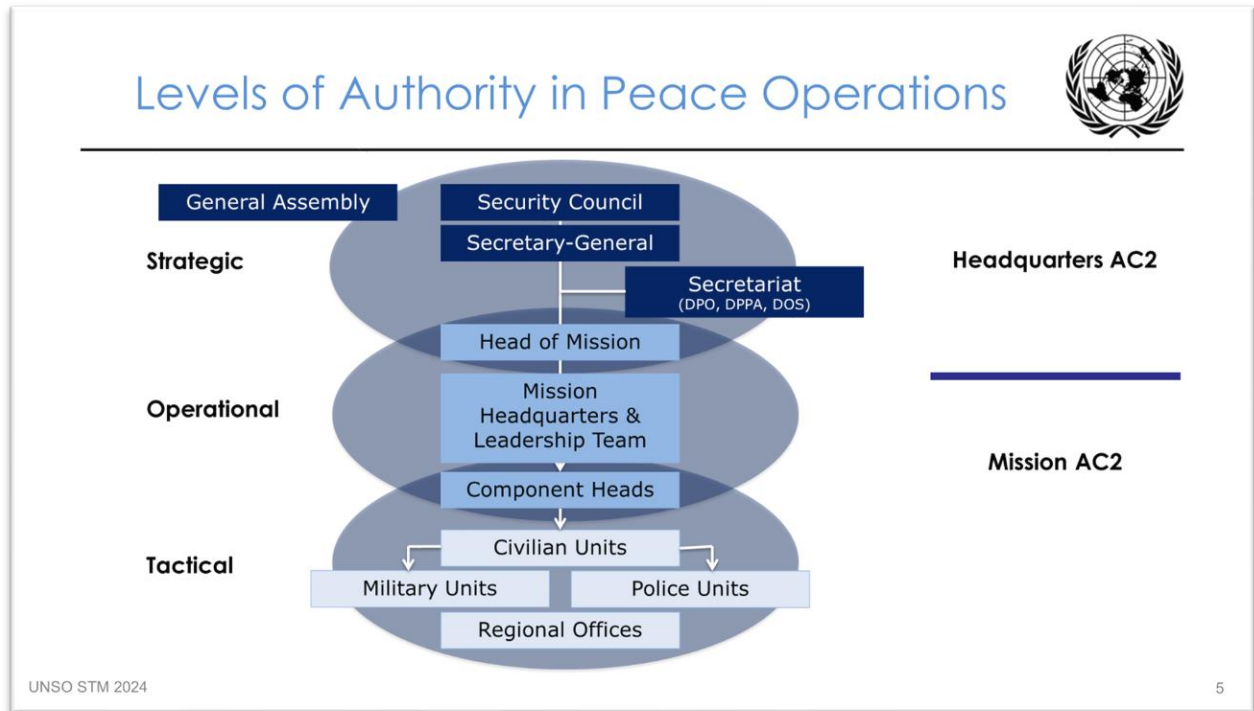 Levels of Authority in Peace Operations
General Assembly
Security Council
Secretary-General
Strategic
Headquarters AC2
Secretariat
(DPO, DPPA, DOS)
Head of Mission
Operational
Mission
Headquarters &
Leadership Team
Mission AC2
Component Heads
Civilian Units
Tactical
Military Units
Police Units
Regional Offices
UNSO STM 2024
5